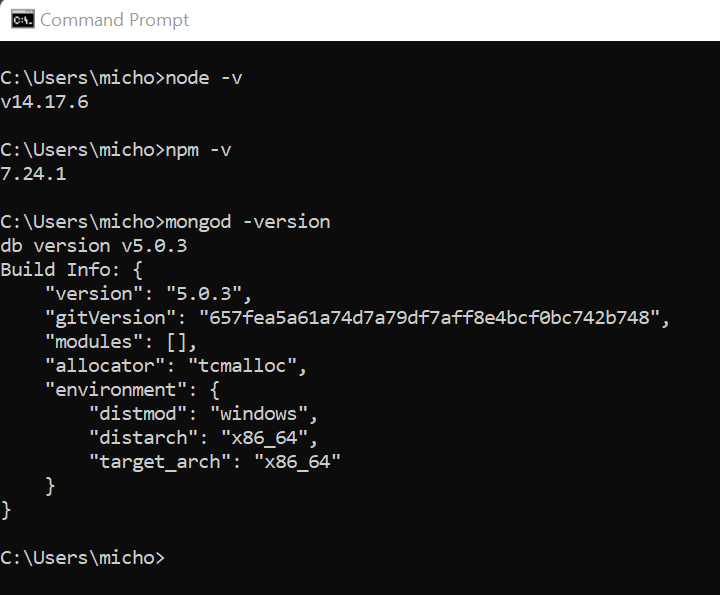 Command Prompt
C:\Users\micho>node -v
v14.17.6
C:\Users\micho>npm -v
7.24.1
C:\Users\micho>mongod -version
db version v5.0.3
Build Info: {
    "version": "5.0.3",
    "gitVersion": "657fea5a61a74d7a79df7aff8e4bcf0bc742b748",
    "modules": [],
    "allocator": "tcmalloc",
    "environment": {
        "distmod": "windows",
        "distarch": "x86_64",
        "target_arch": "x86_64"
    }
}
C:\Users\micho>